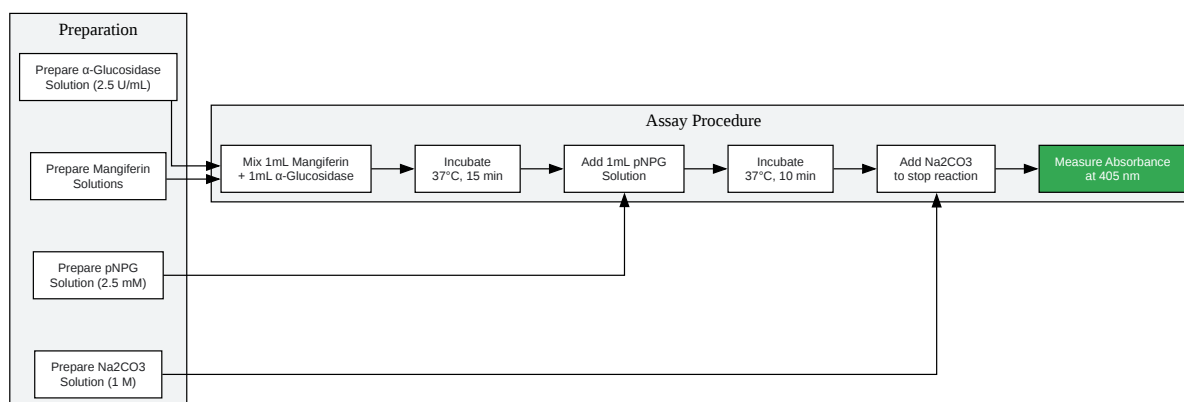 Preparation
Prepare α-Glucosidase
Solution (2.5 U/mL)
Prepare Mangiferin
Solutions
Prepare pNPG
Solution (2.5 mM)
Prepare Na2CO3
Solution (1 M)
Assay Procedure
Mix 1mL Mangiferin
+ 1mL α-Glucosidase
Incubate
37°C, 15 min
Add 1mL pNPG
Solution
Incubate
37°C, 10 min
Add Na2CO3
to stop reaction
Measure Absorbance
at 405 nm